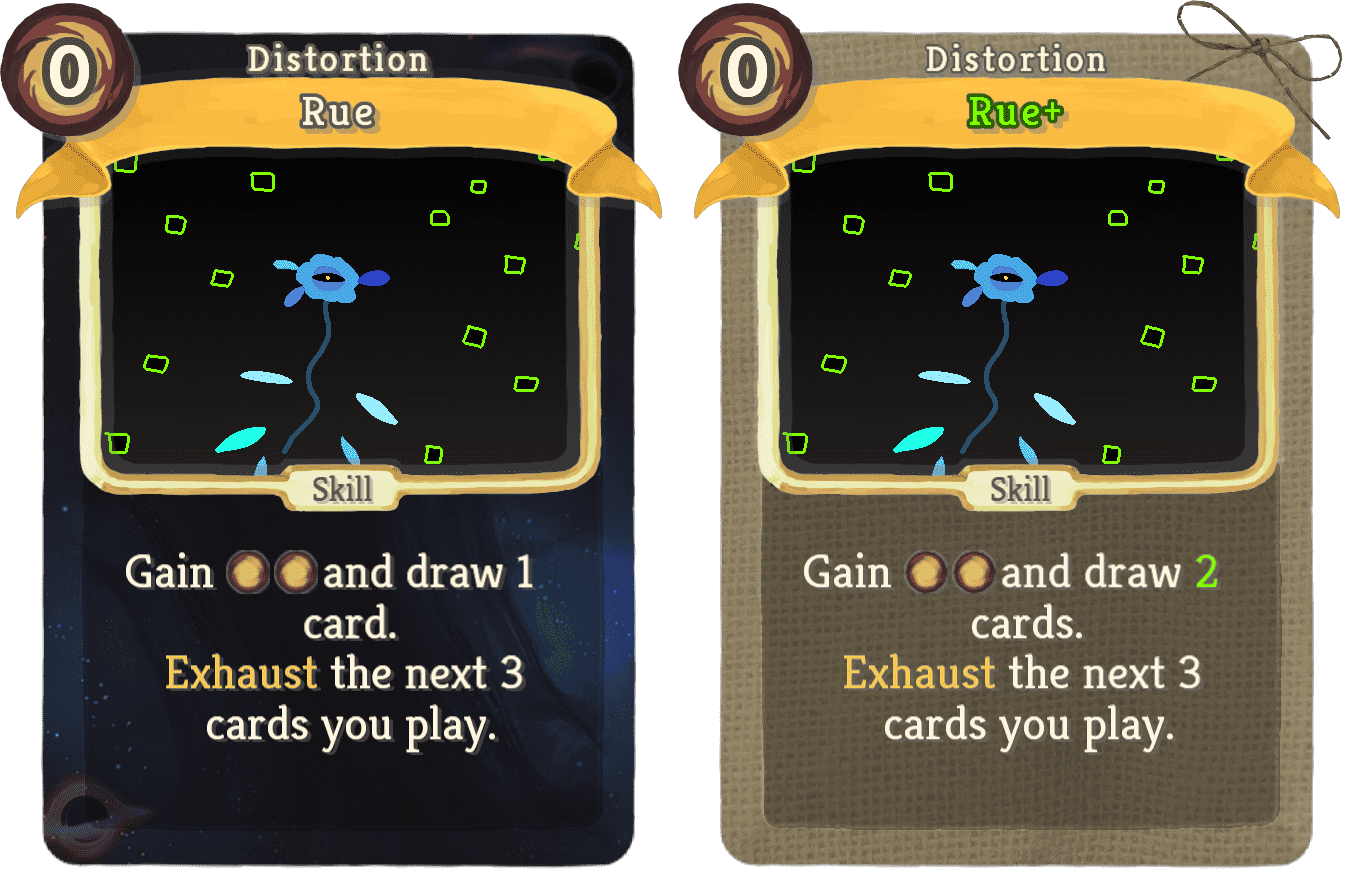 0
Distortion
Rue
Skill
Gain and draw 1
card.
Exhaust the next 3
cards you play.
0
Distortion
Rue+
Skill
Gain and draw 2
cards.
Exhaust the next 3
cards you play.